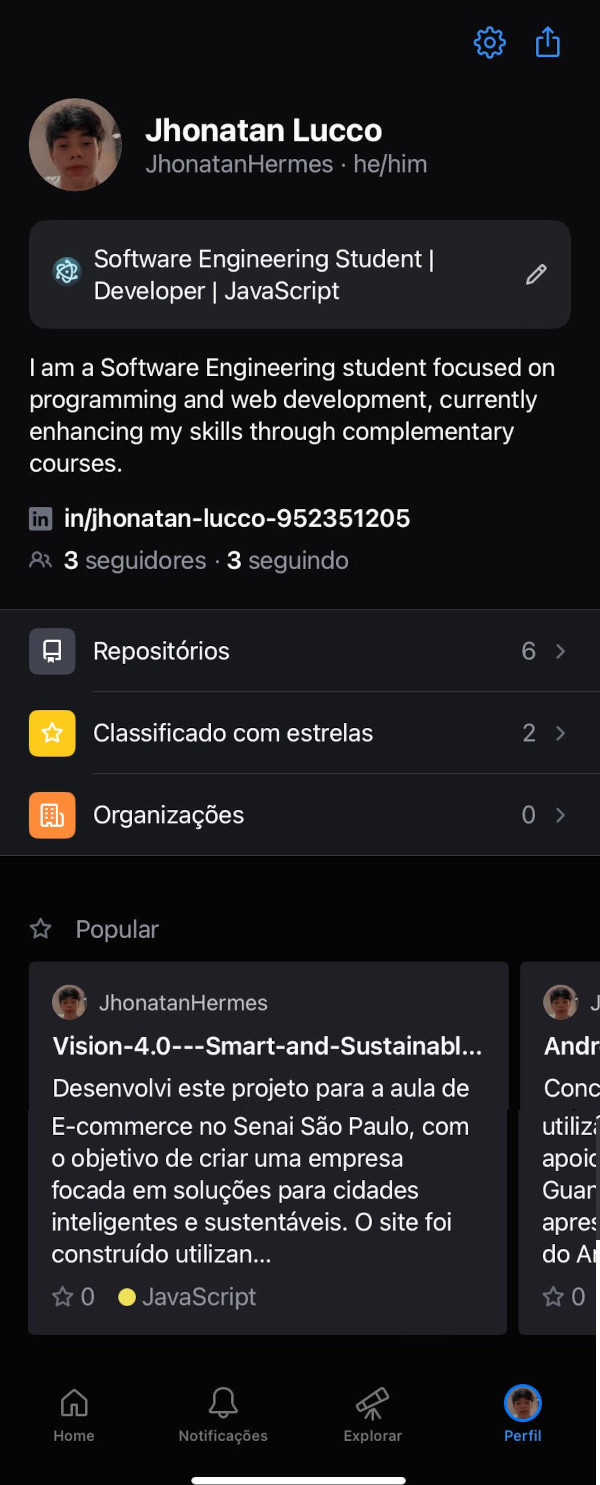 Jhonatan Lucco
JhonatanHermes · he/him
Software Engineering Student |
Developer | JavaScript
I am a Software Engineering student focused on
programming and web development, currently
enhancing my skills through complementary
courses.
in/jhonatan-lucco-952351205
3 seguidores · 3 seguindo
Repositórios 6
Classificado com estrelas 2
Organizações 0
Popular
JhonatanHermes
Vision-4.0---Smart-and-Sustainabl...
Desenvolvi este projeto para a aula de
E-commerce no Senai São Paulo, com
o objetivo de criar uma empresa
focada em soluções para cidades
inteligentes e sustentáveis. O site foi
construído utilizan...
0 JavaScript
J
Andr
Conc
utiliz
apoio
Guar
apres
do A
0
Home
Notificações
Explorar
Perfil